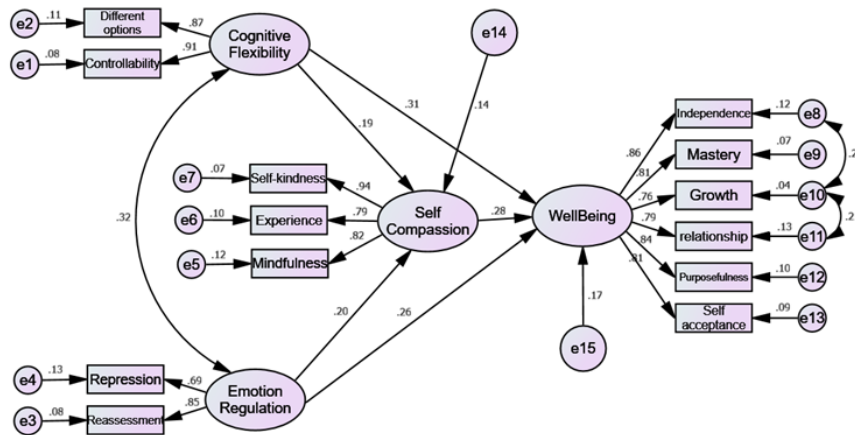 e2
.11
Different
options
.87
Cognitive
Flexibility
e1
.08
Controllability
.91
e14
.14
.31
.19
.32
e7
.07
Self-kindness
.94
e6
.10
Experience
.79
e5
.12
Mindfulness
.82
Self
Compassion
.28
WellBeing
.20
.26
e4
.13
Repression
.69
e3
.08
Reassessment
.85
Emotion
Regulation
.17
e15
.86
Independence
.12
e8
.81
Mastery
.07
e9
.76
Growth
.04
e10
.79
relationship
.13
e11
.84
Purposefulness
.10
e12
.81
Self
acceptance
.09
e13
.2
.2